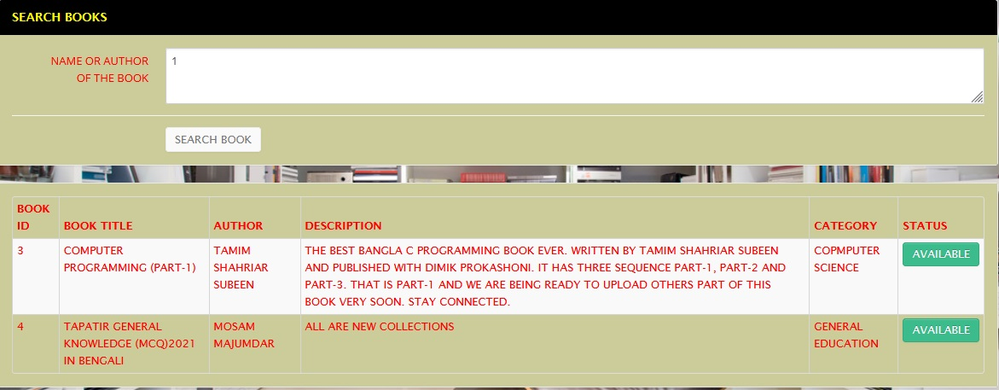 SEARCH BOOKS
NAME OR AUTHOR
OF THE BOOK
1
SEARCH BOOK
BOOK ID BOOK TITLE AUTHOR DESCRIPTION CATEGORY STATUS
3
COMPUTER
PROGRAMMING (PART-1)
TAMIM
SHAHRIAR
SUBEEN
THE BEST BANGLA C PROGRAMMING BOOK EVER. WRITTEN BY TAMIM SHAHRIAR SUBEEN
AND PUBLISHED WITH DIMIK PROKASHONI. IT HAS THREE SEQUENCE PART-1, PART-2 AND
PART-3. THAT IS PART-1 AND WE ARE BEING READY TO UPLOAD OTHERS PART OF THIS
BOOK VERY SOON. STAY CONNECTED.
COPMPUTER
SCIENCE
AVAILABLE
4
TAPATIR GENERAL
KNOWLEDGE (MCQ)2021
IN BENGALI
MOSAM
MAJUMDAR
ALL ARE NEW COLLECTIONS
GENERAL
EDUCATION
AVAILABLE